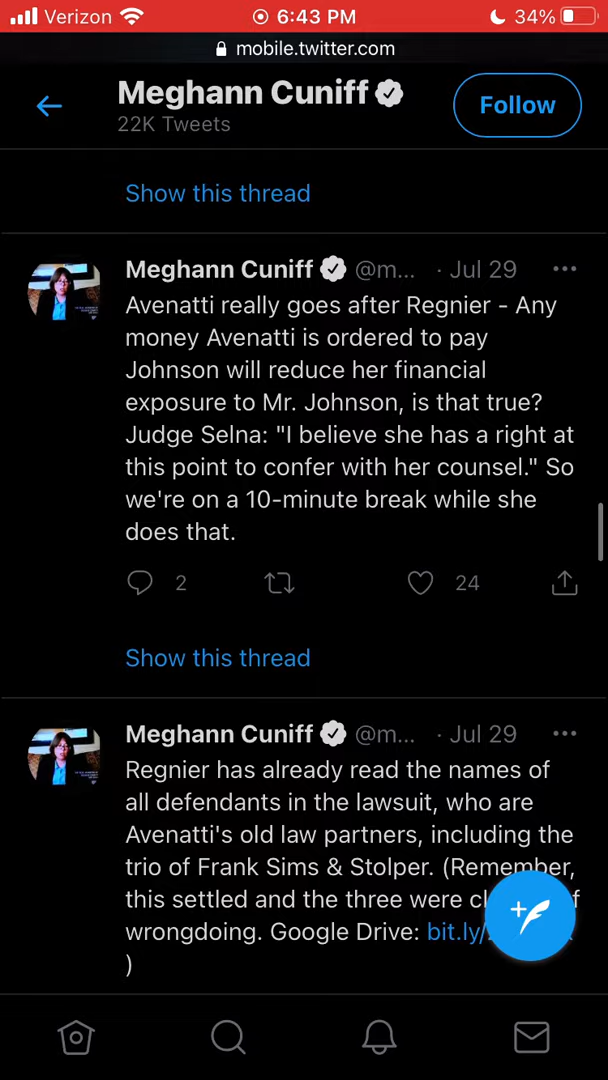 Verizon 6:43 PM 34%
mobile.twitter.com
Meghann Cuniff
22K Tweets
Follow
Show this thread
Meghann Cuniff @m... · Jul 29
Avenatti really goes after Regnier - Any
money Avenatti is ordered to pay
Johnson will reduce her financial
exposure to Mr. Johnson, is that true?
Judge Selna: "I believe she has a right at
this point to confer with her counsel." So
we're on a 10-minute break while she
does that.
2 24
Show this thread
Meghann Cuniff @m... · Jul 29
Regnier has already read the names of
all defendants in the lawsuit, who are
Avenatti's old law partners, including the
trio of Frank Sims & Stolper. (Remember,
this settled and the three were
wrongdoing. Google Drive: bit.ly/
)